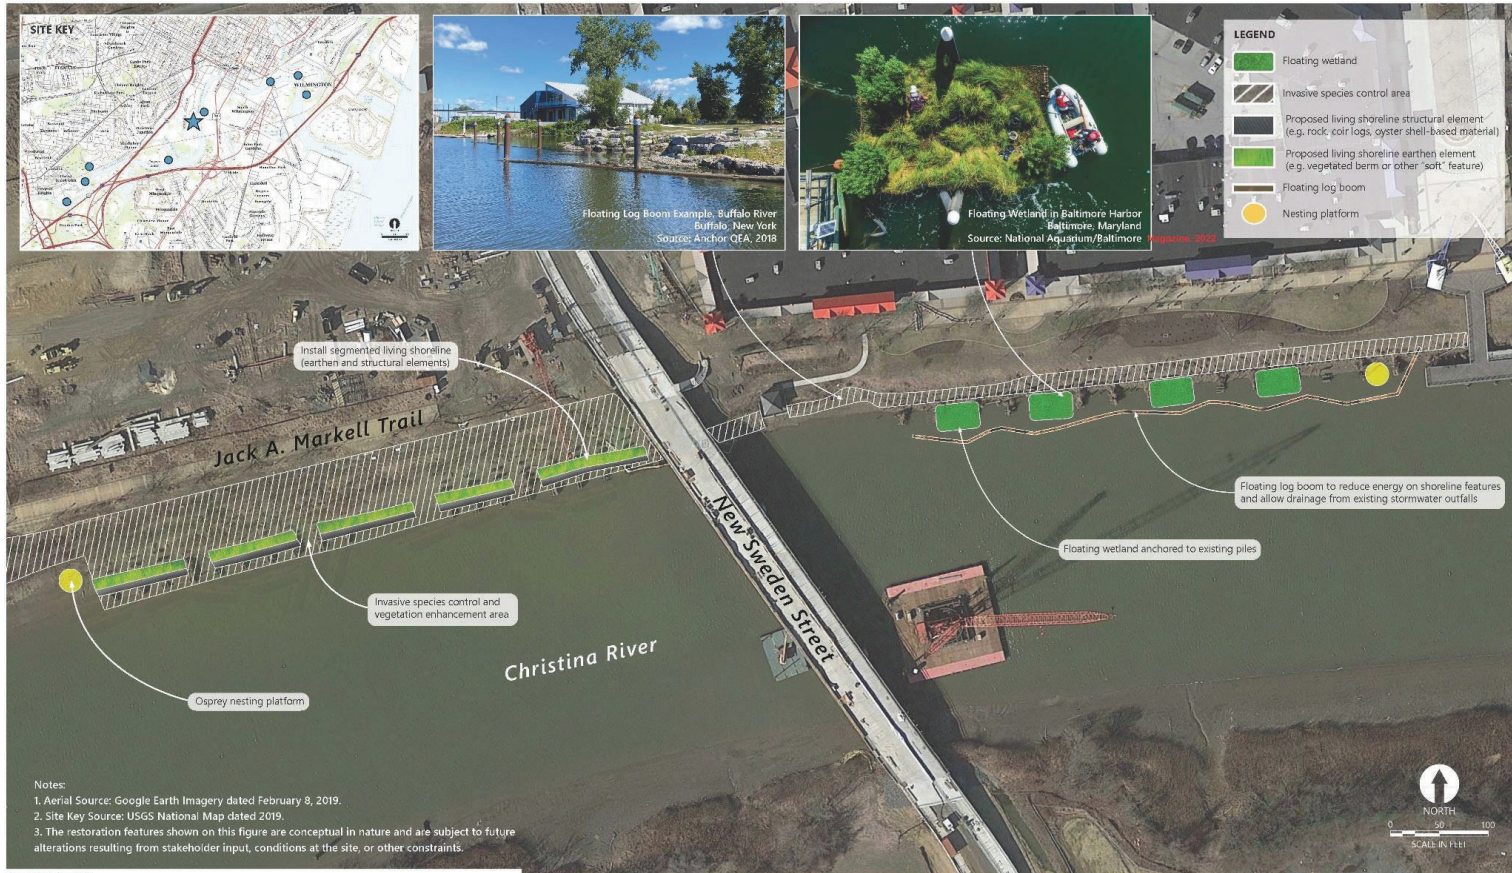 SITE KEY
WILMINGTON
Floating Log Boom Example, Buffalo River
Buffalo, New York
Source: Anchor QEA, 2018
Floating Wetland in Baltimore Harbor
Baltimore, Maryland
Source: National Aquarium/Baltimore Magazine, 2022
LEGEND
Floating wetland
Invasive species control area
Proposed living shoreline structural element
(e.g. rock, coir logs, oyster shell-based material)
Proposed living shoreline earthen element
(e.g. vegetated berm or other "soft" feature)
Floating log boom
Nesting platform
Install segmented living shoreline
(earthen and structural elements)
Jack A. Markell Trail
New Sweden Street
Floating log boom to reduce energy on shoreline features
and allow drainage from existing stormwater outfalls
Floating wetland anchored to existing piles
Invasive species control and
vegetation enhancement area
Christina River
Osprey nesting platform
Notes:
1. Aerial Source: Google Earth Imagery dated February 8, 2019.
2. Site Key Source: USGS National Map dated 2019.
3. The restoration features shown on this figure are conceptual in nature and are subject to future
alterations resulting from stakeholder input, conditions at the site, or other constraints.
NORTH
0 50 100
SCALE IN FEET